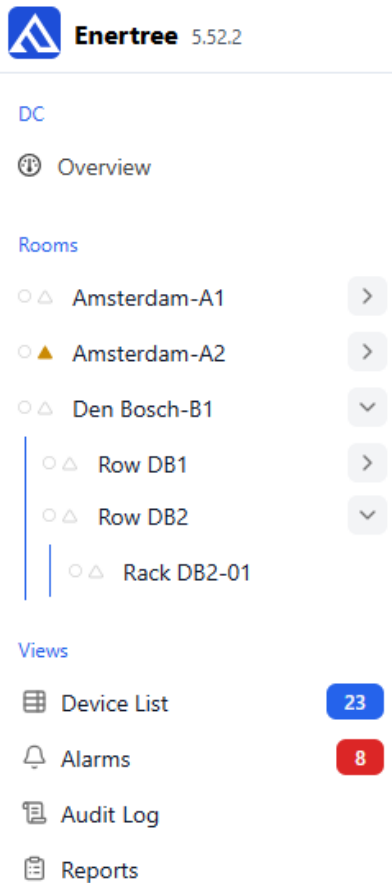 Enertree 5.52.2
DC
Overview
Rooms
Amsterdam-A1
Amsterdam-A2
Den Bosch-B1
Row DB1
Row DB2
Rack DB2-01
Views
Device List 23
Alarms 8
Audit Log
Reports